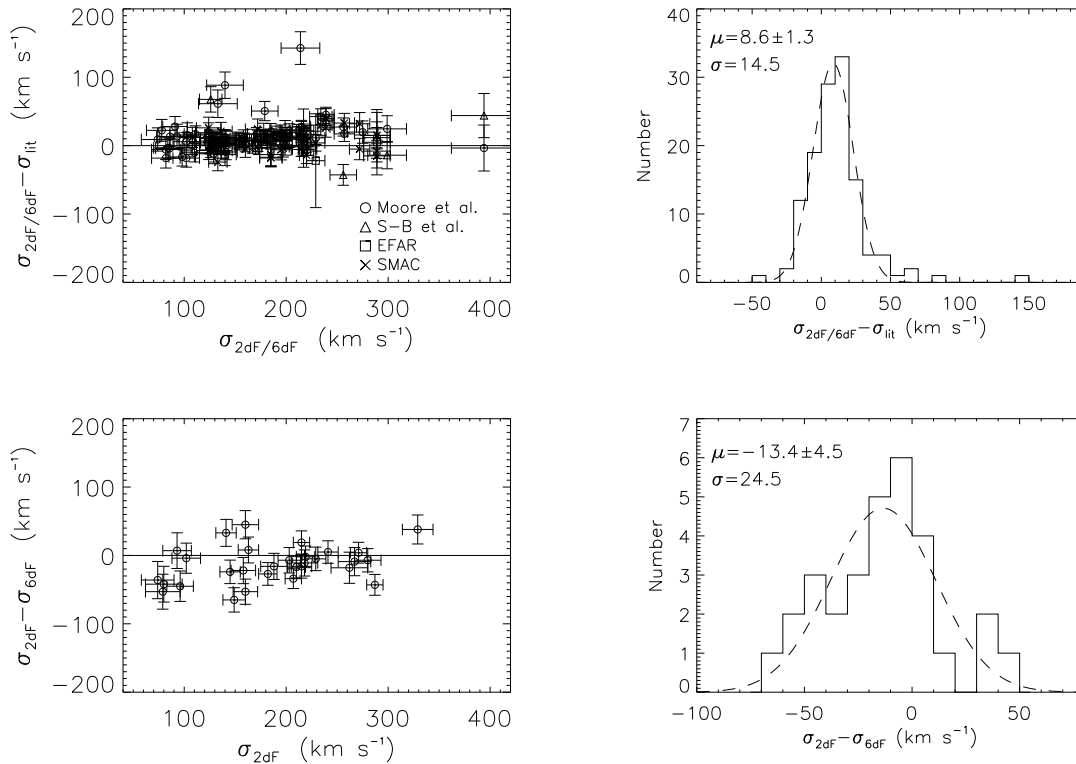 200
100
0
−100
−200
σ2dF/6dF−σlit (km s−1)
Moore et al.
S−B et al.
EFAR
SMAC
100 200 300 400
σ2dF/6dF (km s−1)
μ=8.6±1.3
σ=14.5
40
30
20
10
0
Number
−50 0 50 100 150
σ2dF/6dF−σlit (km s−1)
200
100
0
−100
−200
σ2dF−σ6dF (km s−1)
100 200 300 400
σ2dF (km s−1)
μ=−13.4±4.5
σ=24.5
7
6
5
4
3
2
1
0
Number
−100 −50 0 50
σ2dF−σ6dF (km s−1)